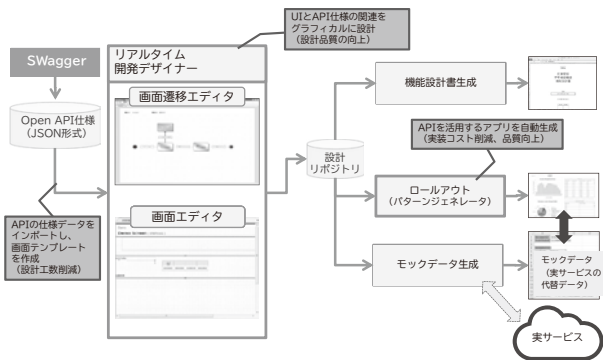 UIとAPI仕様の関連を
グラフィカルに設計
（設計品質の向上）
SWagger
リアルタイム
開発デザイナー
画面遷移エディタ
Open API仕様
（JSON形式）
機能設計書生成
APIを活用するアプリを自動生成
（実装コスト削減、品質向上）
設計
リポジトリ
ロールアウト
（パターンジェネレータ）
画面エディタ
APIの仕様データを
インポートし、
画面テンプレート
を作成
（設計工数削減）
モックデータ生成
モックデータ
（実サービスの
代替データ）
実サービス